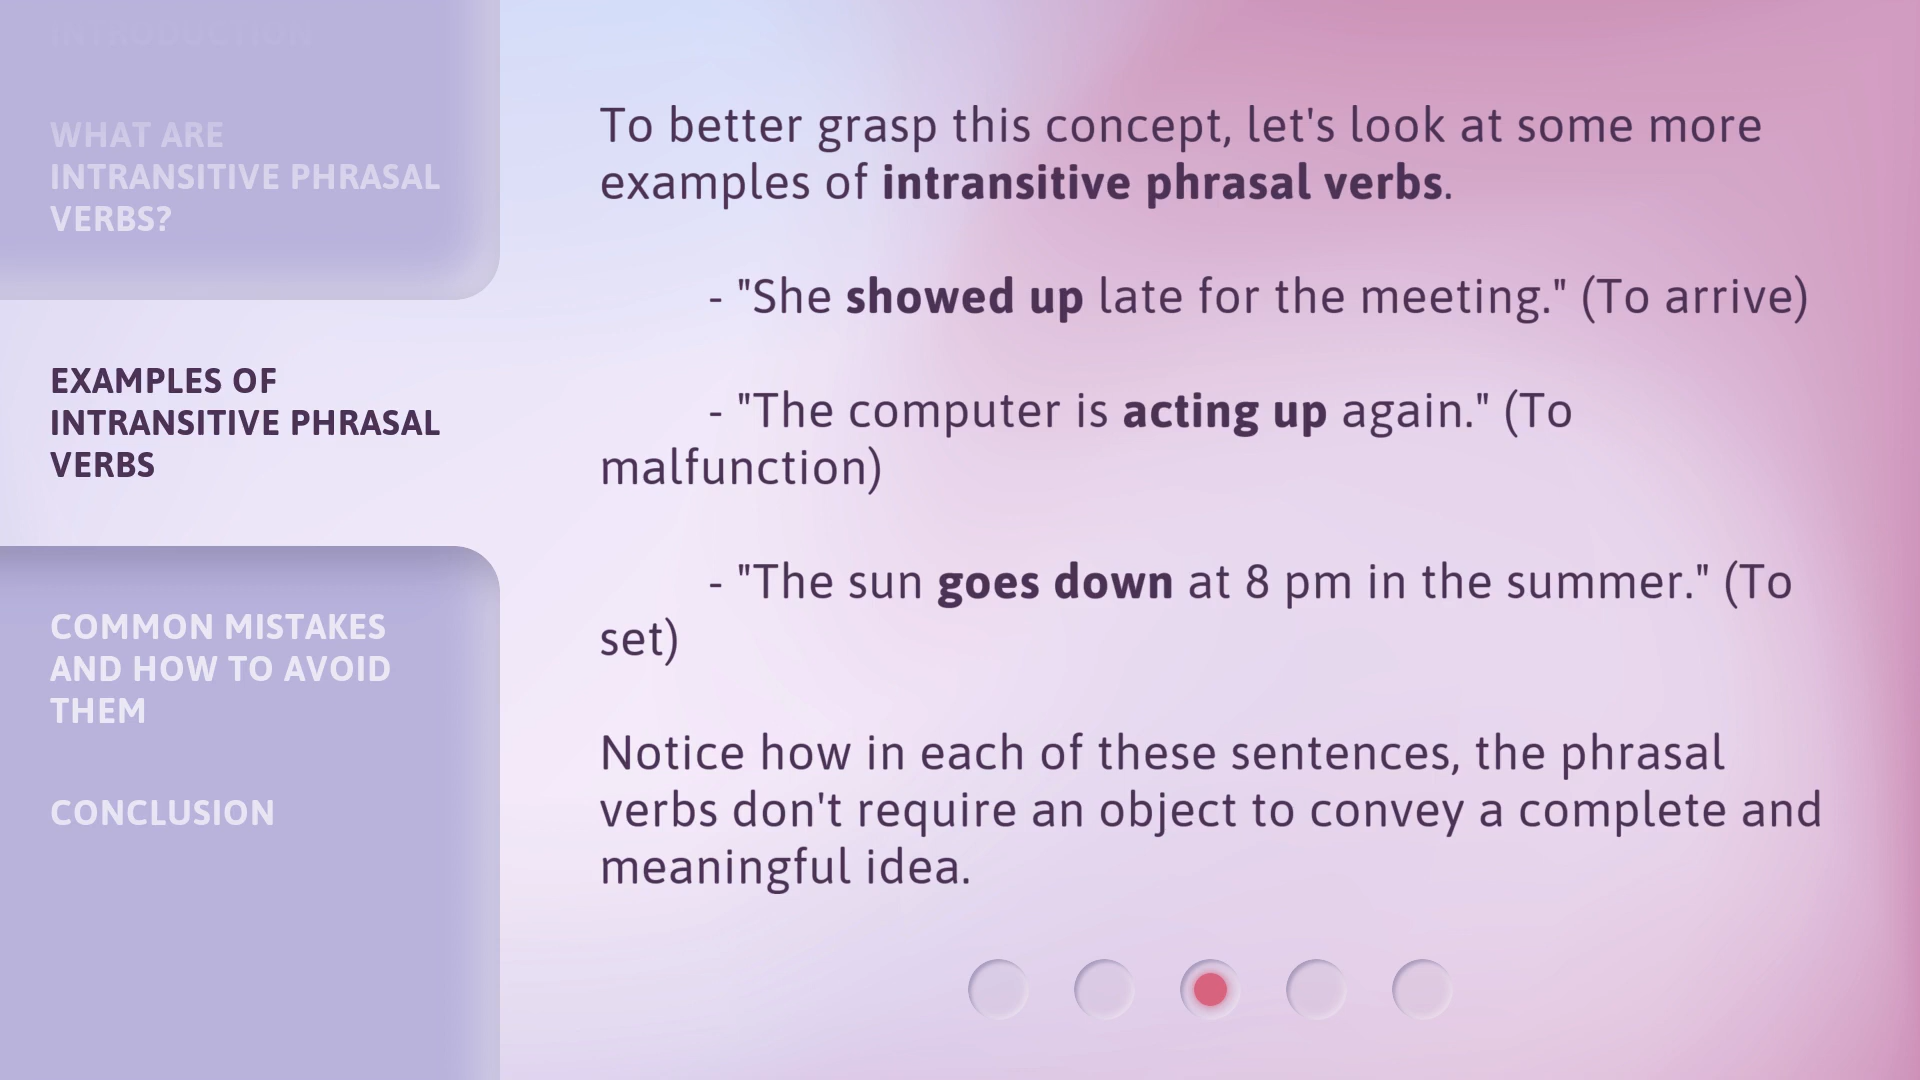 INTRODUCTION
WHAT ARE
INTRANSITIVE PHRASAL
VERBS?
EXAMPLES OF
INTRANSITIVE PHRASAL
VERBS
COMMON MISTAKES
AND HOW TO AVOID
THEM
CONCLUSION
To better grasp this concept, let's look at some more
examples of intransitive phrasal verbs.
- "She showed up late for the meeting." (To arrive)
- "The computer is acting up again." (To
malfunction)
- "The sun goes down at 8 pm in the summer." (To
set)
Notice how in each of these sentences, the phrasal
verbs don't require an object to convey a complete and
meaningful idea.